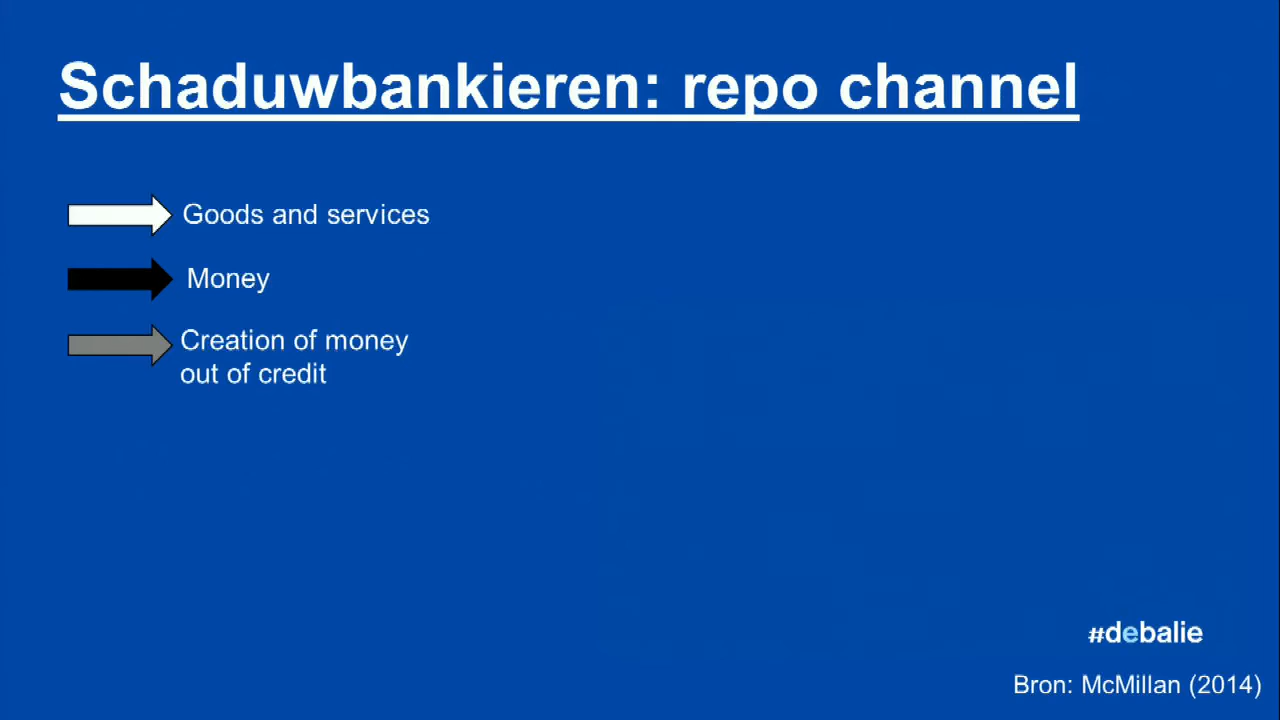 Schaduwbankieren: repo channel
Goods and services
Money
Creation of money
out of credit
#debalie
Bron: McMillan (2014)